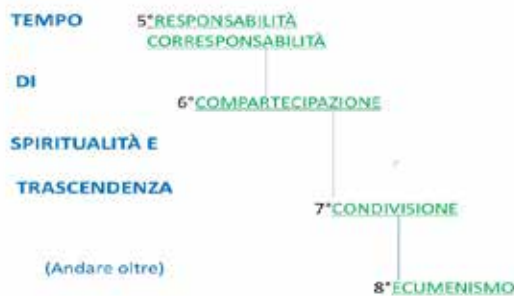 TEMPO 5°RESPONSABILITÀ
CORRESPONSABILITÀ
DI
6°COMPARTECIPAZIONE
SPIRITUALITÀ E
TRASCENDENZA
7°CONDIVISIONE
(Andare oltre)
8°ECUMENISMO